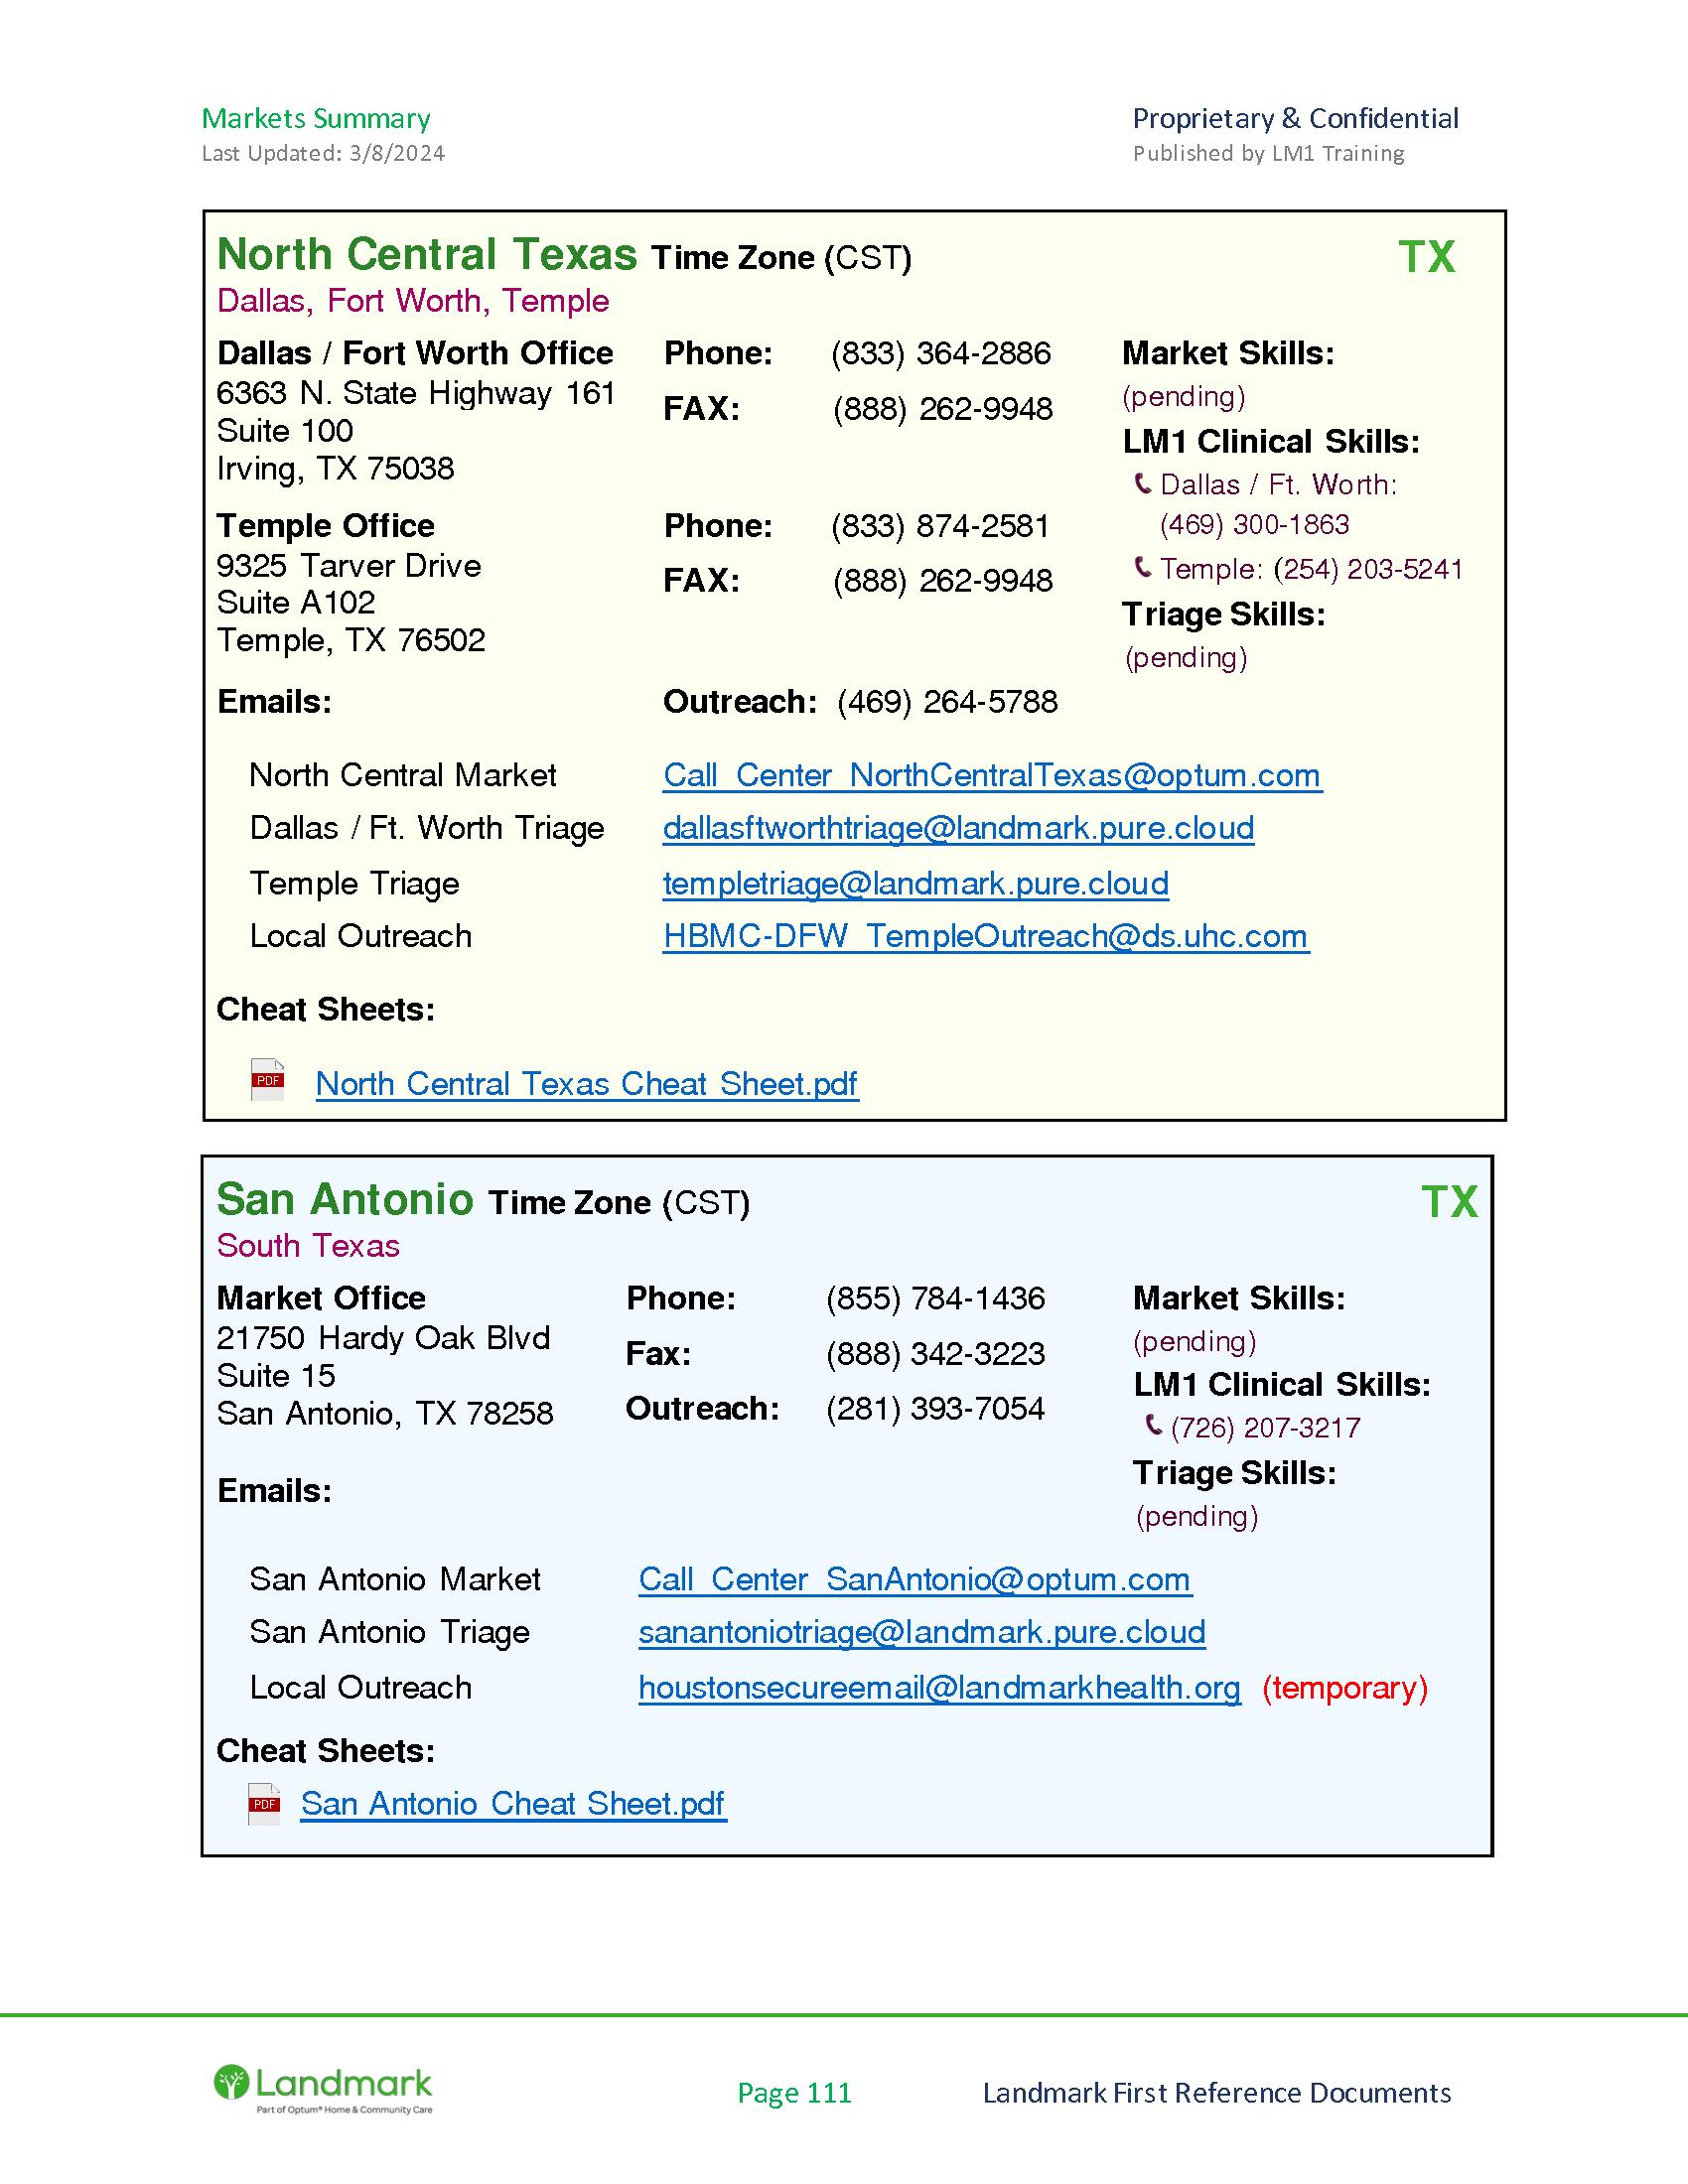 Markets Summary
Proprietary & Confidential
Last Updated: 3/8/2024
Published by LM1 Training
North Central Texas Time Zone (CST)
TX
Dallas, Fort Worth, Temple
Dallas / Fort Worth Office
6363 N. State Highway 161
Suite 100
Irving, TX 75038
Phone: (833) 364-2886
FAX: (888) 262-9948
Temple Office
9325 Tarver Drive
Suite A102
Temple, TX 76502
Phone: (833) 874-2581
FAX: (888) 262-9948
Market Skills:
(pending)
LM1 Clinical Skills:
Dallas / Ft. Worth:
(469) 300-1863
Temple: (254) 203-5241
Triage Skills:
(pending)
Emails:
Outreach: (469) 264-5788
North Central Market Call_Center_NorthCentralTexas@optum.com
Dallas / Ft. Worth Triage dallasftworthtriage@landmark.pure.cloud
Temple Triage templetriage@landmark.pure.cloud
Local Outreach HBMC-DFW_TempleOutreach@ds.uhc.com
Cheat Sheets:
PDF
North Central Texas Cheat Sheet.pdf
San Antonio Time Zone (CST)
TX
South Texas
Market Office
21750 Hardy Oak Blvd
Suite 15
San Antonio, TX 78258
Phone: (855) 784-1436
Fax: (888) 342-3223
Outreach: (281) 393-7054
Market Skills:
(pending)
LM1 Clinical Skills:
(726) 207-3217
Triage Skills:
(pending)
Emails:
San Antonio Market Call_Center_SanAntonio@optum.com
San Antonio Triage sanantoniotriage@landmark.pure.cloud
Local Outreach houstonsecureemail@landmarkhealth.org (temporary)
Cheat Sheets:
PDF
San Antonio Cheat Sheet.pdf
Landmark
Part of Optum® Home & Community Care
Page 111
Landmark First Reference Documents